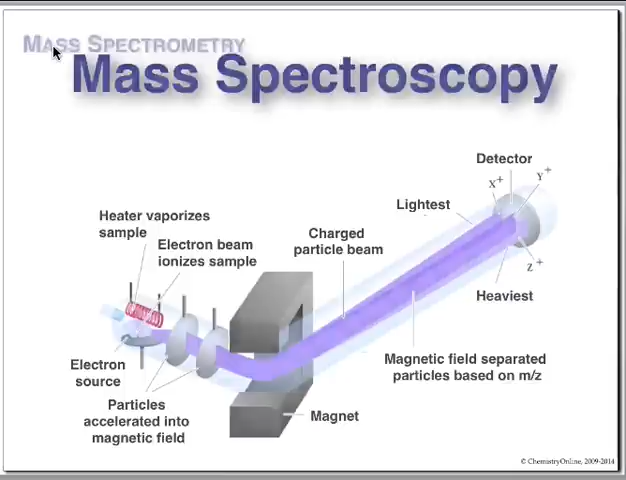 MASS SPECTROMETRY
Mass Spectroscopy
Detector
X+
Y+
Lightest
Heater vaporizes
sample
Electron beam
ionizes sample
Charged
particle beam
Z+
Heaviest
Electron
source
Magnetic field separated
particles based on m/z
Particles
accelerated into
magnetic field
Magnet
© ChemistryOnline, 2009-2014